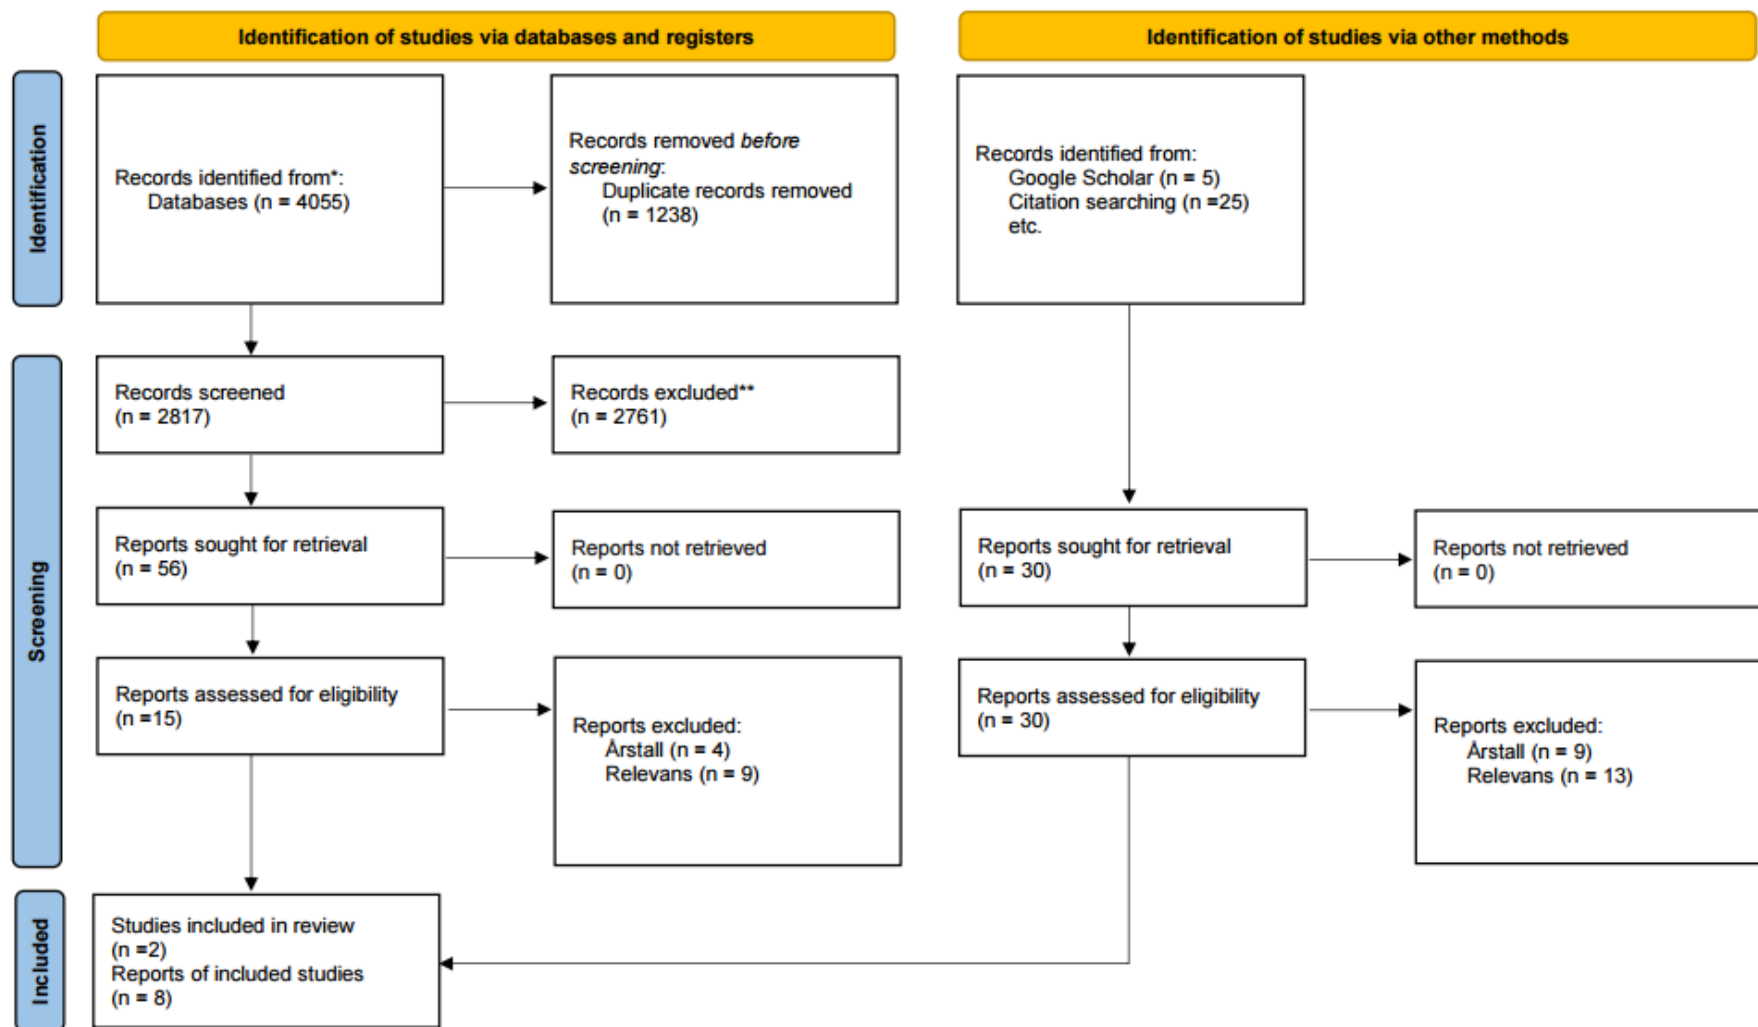 Identification of studies via databases and registers
Identification of studies via other methods
Identification
Records identified from*:
Databases (n = 4055)
Records removed before
screening:
Duplicate records removed
(n = 1238)
Records identified from:
Google Scholar (n = 5)
Citation searching (n =25)
etc.
Screening
Records screened
(n = 2817)
Records excluded**
(n = 2761)
Reports sought for retrieval
(n = 56)
Reports not retrieved
(n = 0)
Reports sought for retrieval
(n = 30)
Reports not retrieved
(n = 0)
Reports assessed for eligibility
(n =15)
Reports excluded:
Årstall (n = 4)
Relevans (n = 9)
Reports assessed for eligibility
(n = 30)
Reports excluded:
Årstall (n = 9)
Relevans (n = 13)
Included
Studies included in review
(n =2)
Reports of included studies
(n = 8)